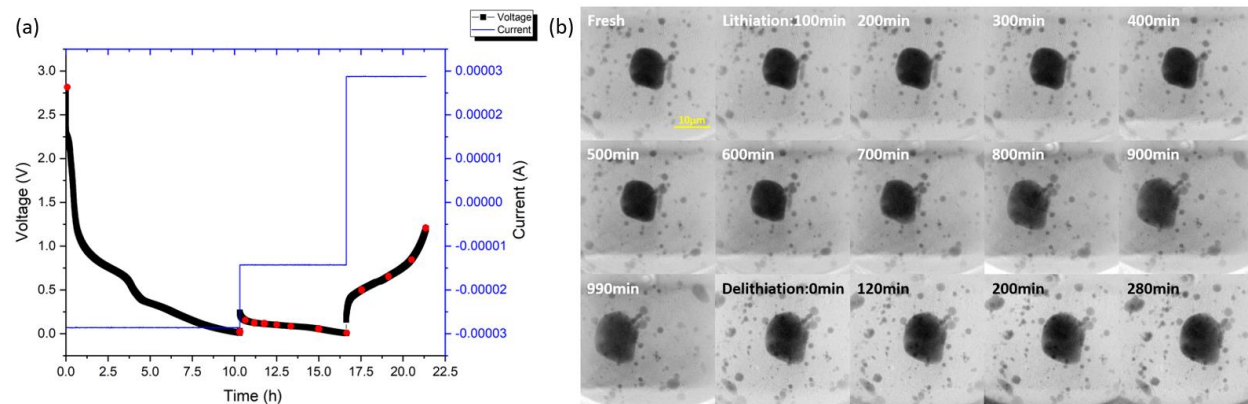 (a)
Voltage
Current
3.0
2.5
2.0
1.5
1.0
0.5
0.0
Voltage (V)
0.00003
0.00002
0.00001
0.00000
-0.00001
-0.00002
-0.00003
Current (A)
0.0 2.5 5.0 7.5 10.0 12.5 15.0 17.5 20.0 22.5
Time (h)
(b)
Fresh Lithiation:100min 200min 300min 400min
10μm
500min 600min 700min 800min 900min
990min Delithiation:0min 120min 200min 280min